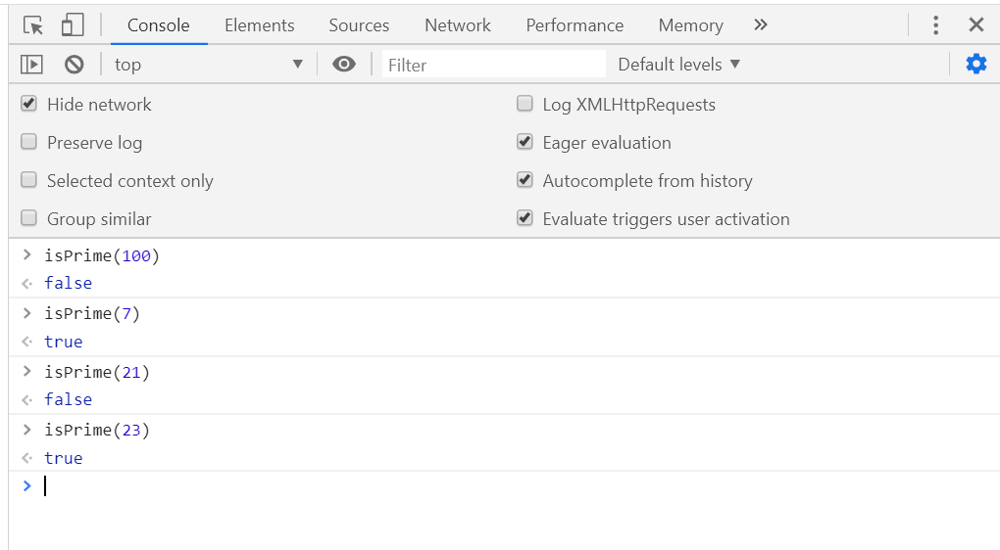 Console Elements Sources Network Performance Memory »
top ▼ Filter Default levels ▼
Hide network Log XMLHttpRequests
Preserve log Eager evaluation
Selected context only Autocomplete from history
Group similar Evaluate triggers user activation
> isPrime(100)
false
> isPrime(7)
true
> isPrime(21)
false
> isPrime(23)
true
>